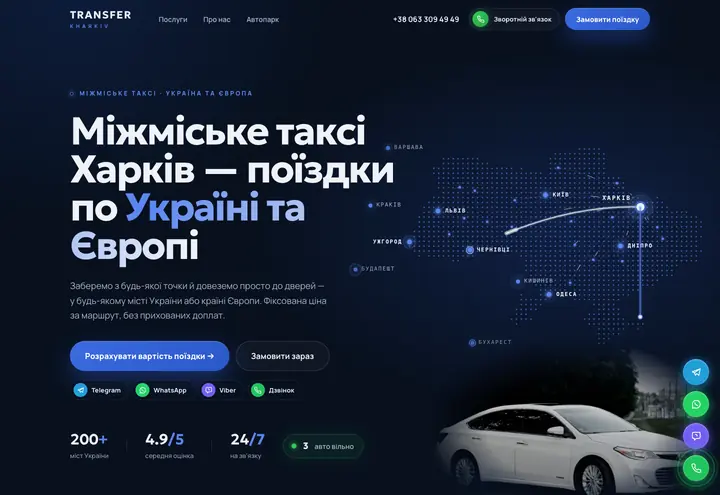 TRANSFER
KHARKIV
Послуги
Про нас
Автопарк
+38 063 309 49 49
Зворотній зв'язок
Замовити поїздку
МІЖМІСЬКЕ ТАКСІ · УКРАЇНА ТА ЄВРОПА
Міжміське таксі
Харків — поїздки
по Україні та
Європі
ВАРШАВА
КРАКІВ
ЛЬВІВ
КИЇВ
ХАРКІВ
УЖГОРОД
ЧЕРНІВЦІ
ДНІПРО
БУДАПЕШТ
КИШИНІВ
ОДЕСА
БУХАРЕСТ
Заберемо з будь-якої точки й довеземо просто до дверей —
у будь-якому місті України або країні Європи. Фіксована ціна
за маршрут, без прихованих доплат.
Розрахувати вартість поїздки →
Замовити зараз
Telegram
WhatsApp
Viber
Дзвінок
200+
міст України
4.9/5
середня оцінка
24/7
на зв'язку
3 авто вільно